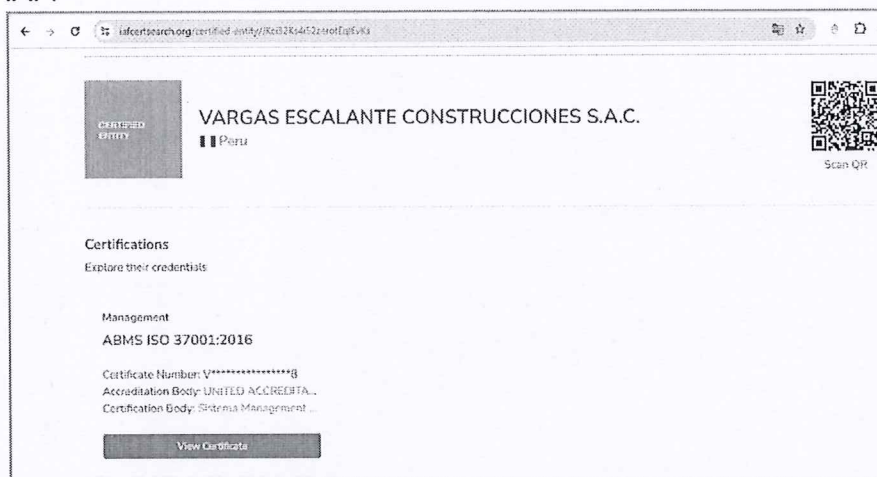 iafcertsearch.org/certified-entity/
CERTIFIED
ENTITY
VARGAS ESCALANTE CONSTRUCCIONES S.A.C.
Peru
Scan QR
Certifications
Explore their credentials
Management
ABMS ISO 37001:2016
Certificate Number: V****************8
Accreditation Body: UNITED ACCREDITA...
Certification Body: Sistema Management ...
View Certificate